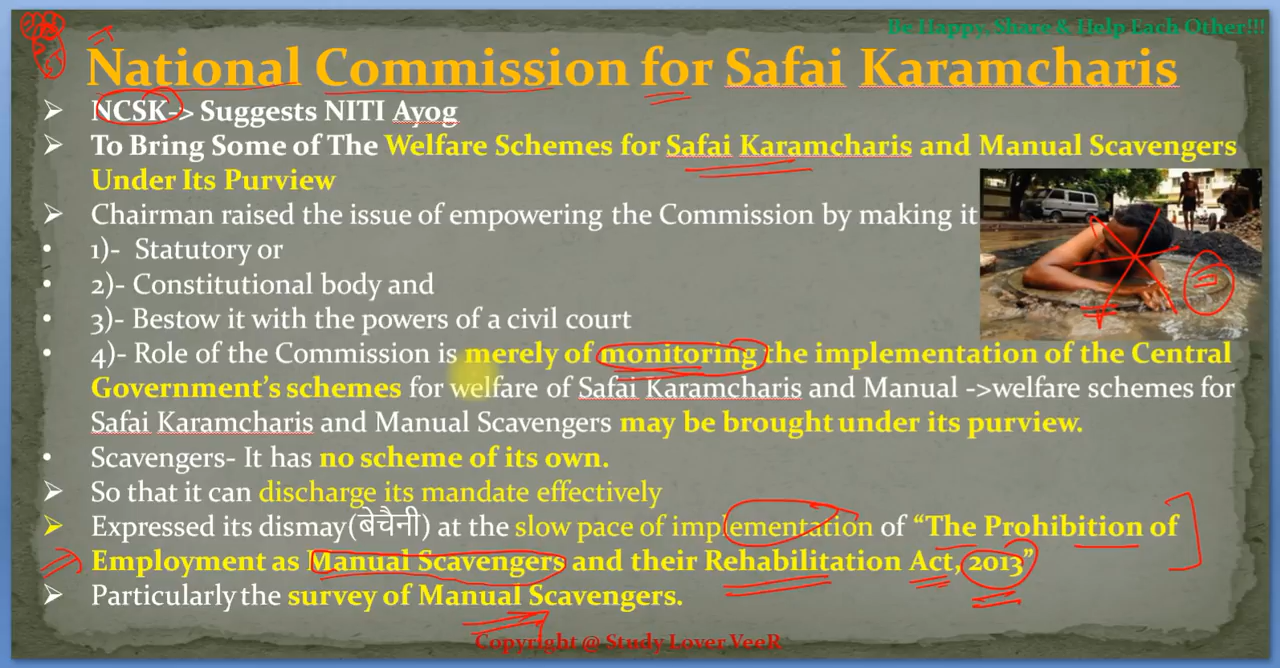 Be Happy, Share & Help Each Other!!!
National Commission for Safai Karamcharis
➢ NCSK-> Suggests NITI Ayog
➢ To Bring Some of The Welfare Schemes for Safai Karamcharis and Manual Scavengers
Under Its Purview
➢ Chairman raised the issue of empowering the Commission by making it
• 1)- Statutory or
• 2)- Constitutional body and
• 3)- Bestow it with the powers of a civil court
• 4)- Role of the Commission is merely of monitoring the implementation of the Central
Government's schemes for welfare of Safai Karamcharis and Manual ->welfare schemes for
Safai Karamcharis and Manual Scavengers may be brought under its purview.
• Scavengers- It has no scheme of its own.
➢ So that it can discharge its mandate effectively
➢ Expressed its dismay(बेचैनी) at the slow pace of implementation of “The Prohibition of
Employment as Manual Scavengers and their Rehabilitation Act, 2013”
➢ Particularly the survey of Manual Scavengers.
Copyright @ Study Lover VeeR